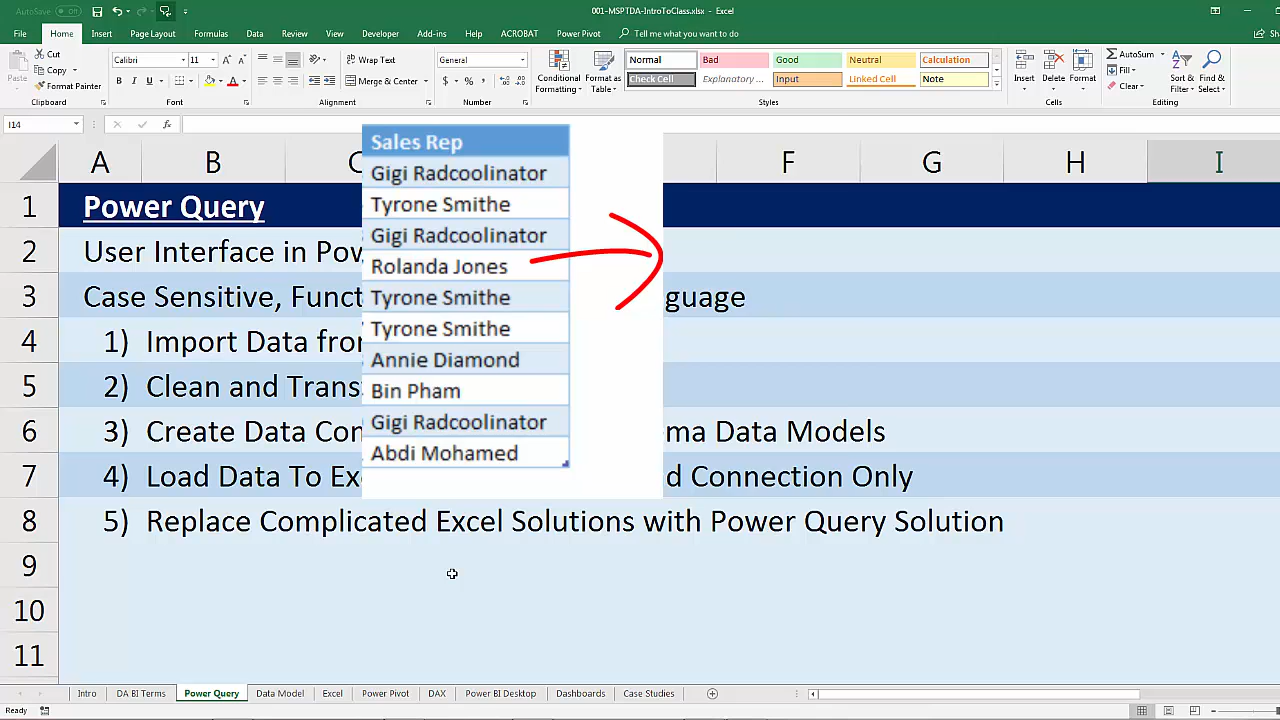 AutoSave Off
001-MSPTDA-IntroToClass.xlsx - Excel
File Home Insert Page Layout Formulas Data Review View Developer Add-ins Help ACROBAT Power Pivot Tell me what you want to do
Paste
Cut
Copy
Format Painter
Clipboard
Calibri 11
B I U
Font
Wrap Text
Merge & Center
Alignment
General
$ % ,
Number
Conditional Formatting
Format as Table
Normal Bad Good Neutral Calculation
Check Cell Explanatory ... Input Linked Cell Note
Styles
Insert Delete Format
Cells
AutoSum
Fill
Clear
Sort & Filter
Find & Select
Editing
I14
fx
A B F G H I
1 Power Query
2 User Interface in
3 Case Sensitive, guage
4 1) Import Data
5 2) Clean and
6 3) Create Data ma Data Models
7 4) Load Data To Connection Only
8 5) Replace Complicated Excel Solutions with Power Query Solution
9
10
11
Sales Rep
Gigi Radcoolinator
Tyrone Smithe
Gigi Radcoolinator
Rolanda Jones
Tyrone Smithe
Tyrone Smithe
Annie Diamond
Bin Pham
Gigi Radcoolinator
Abdi Mohamed
Intro DA BI Terms Power Query Data Model Excel Power Pivot DAX Power BI Desktop Dashboards Case Studies
Ready